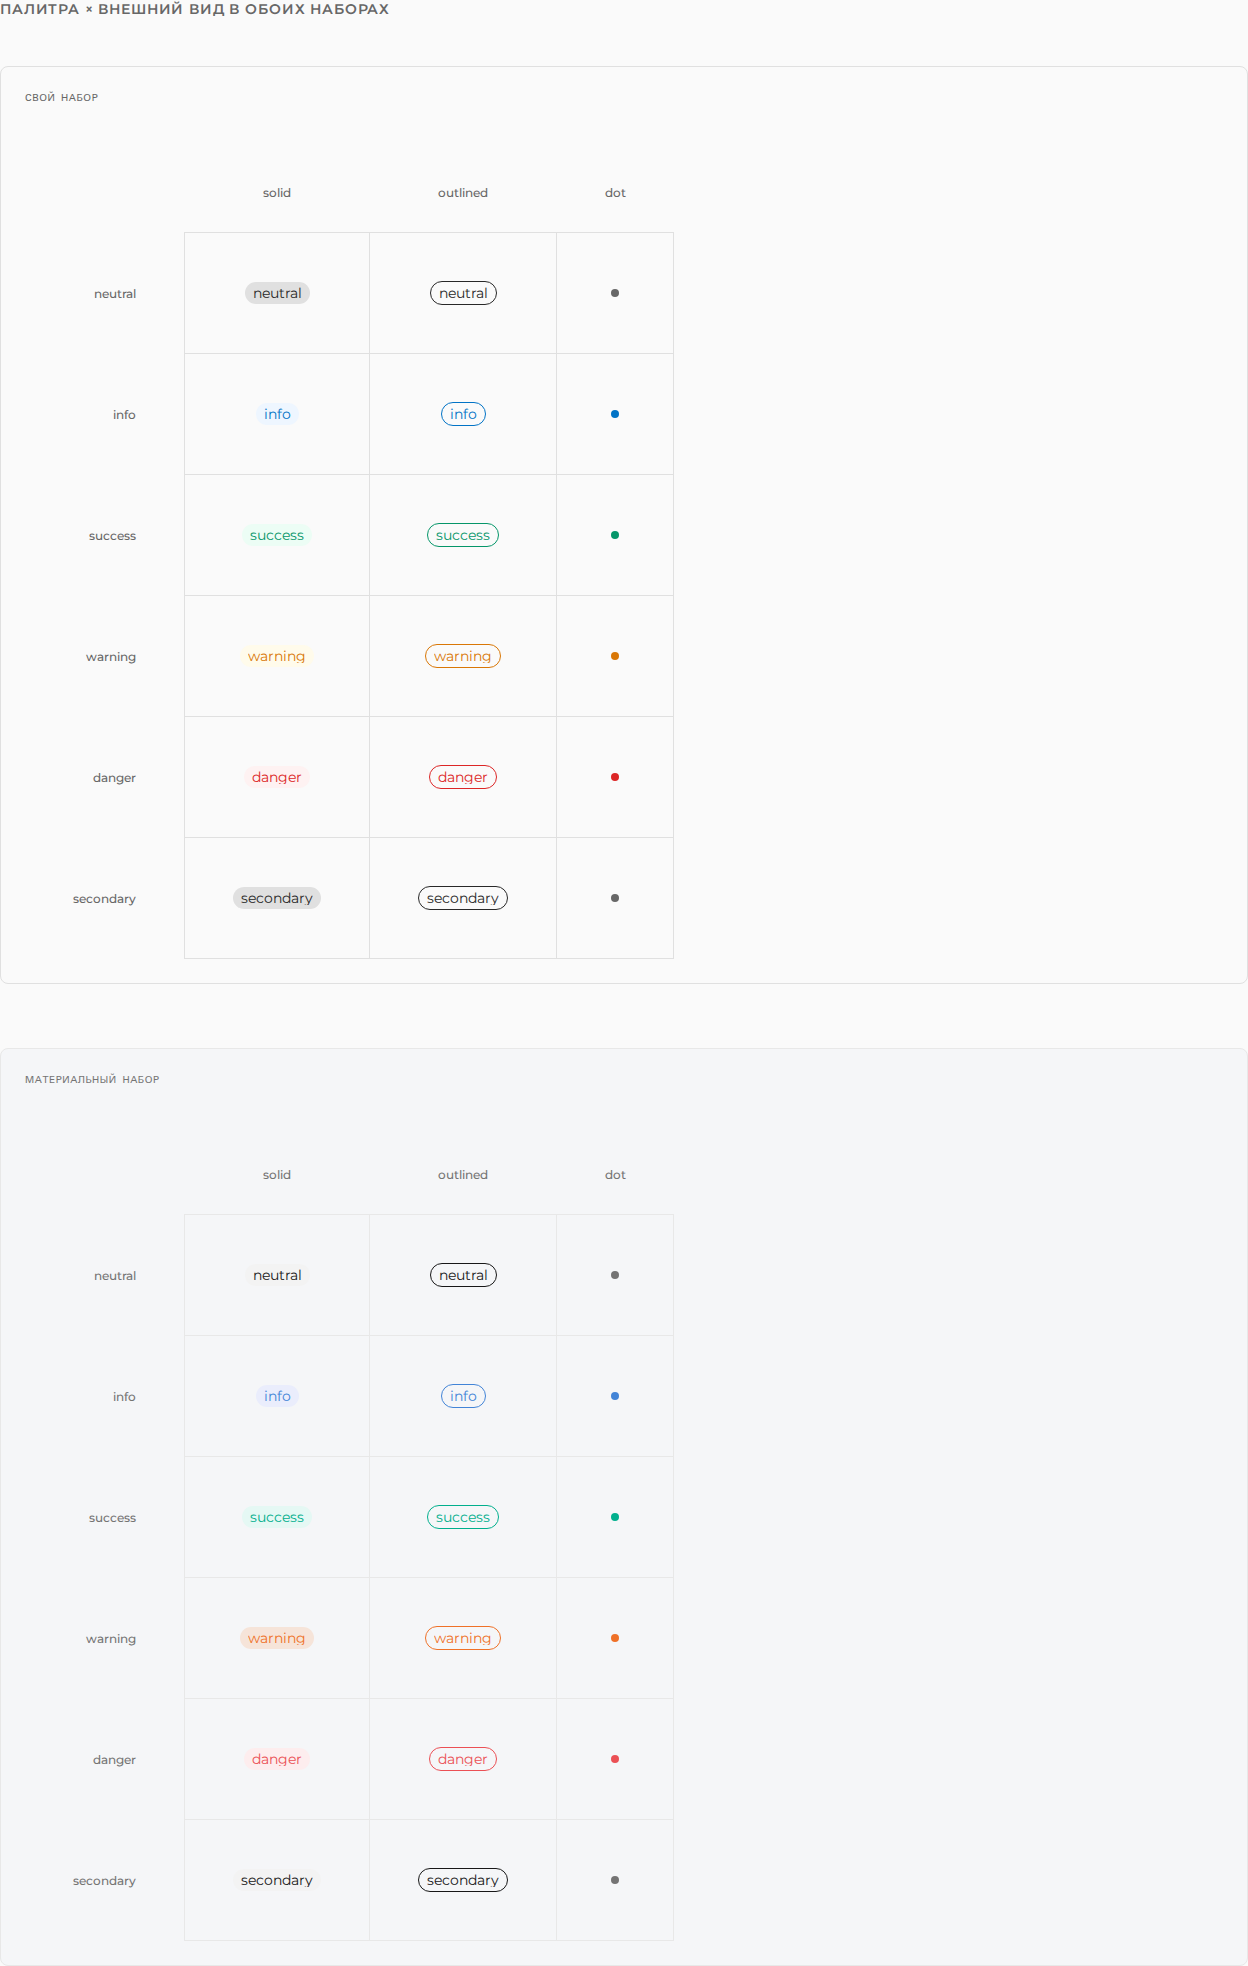 ПАЛИТРА × ВНЕШНИЙ ВИД В ОБОИХ НАБОРАХ
СВОЙ НАБОР
solid outlined dot
neutral neutral neutral
info info info
success success success
warning warning warning
danger danger danger
secondary secondary secondary
МАТЕРИАЛЬНЫЙ НАБОР
solid outlined dot
neutral neutral neutral
info info info
success success success
warning warning warning
danger danger danger
secondary secondary secondary